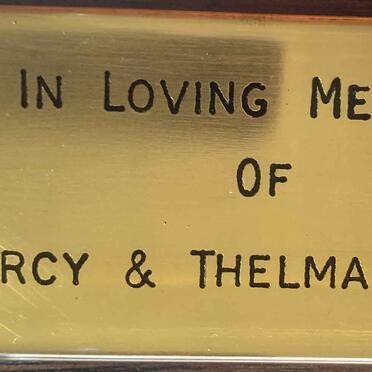 IN LOVING ME
OF
RCY & THELMA